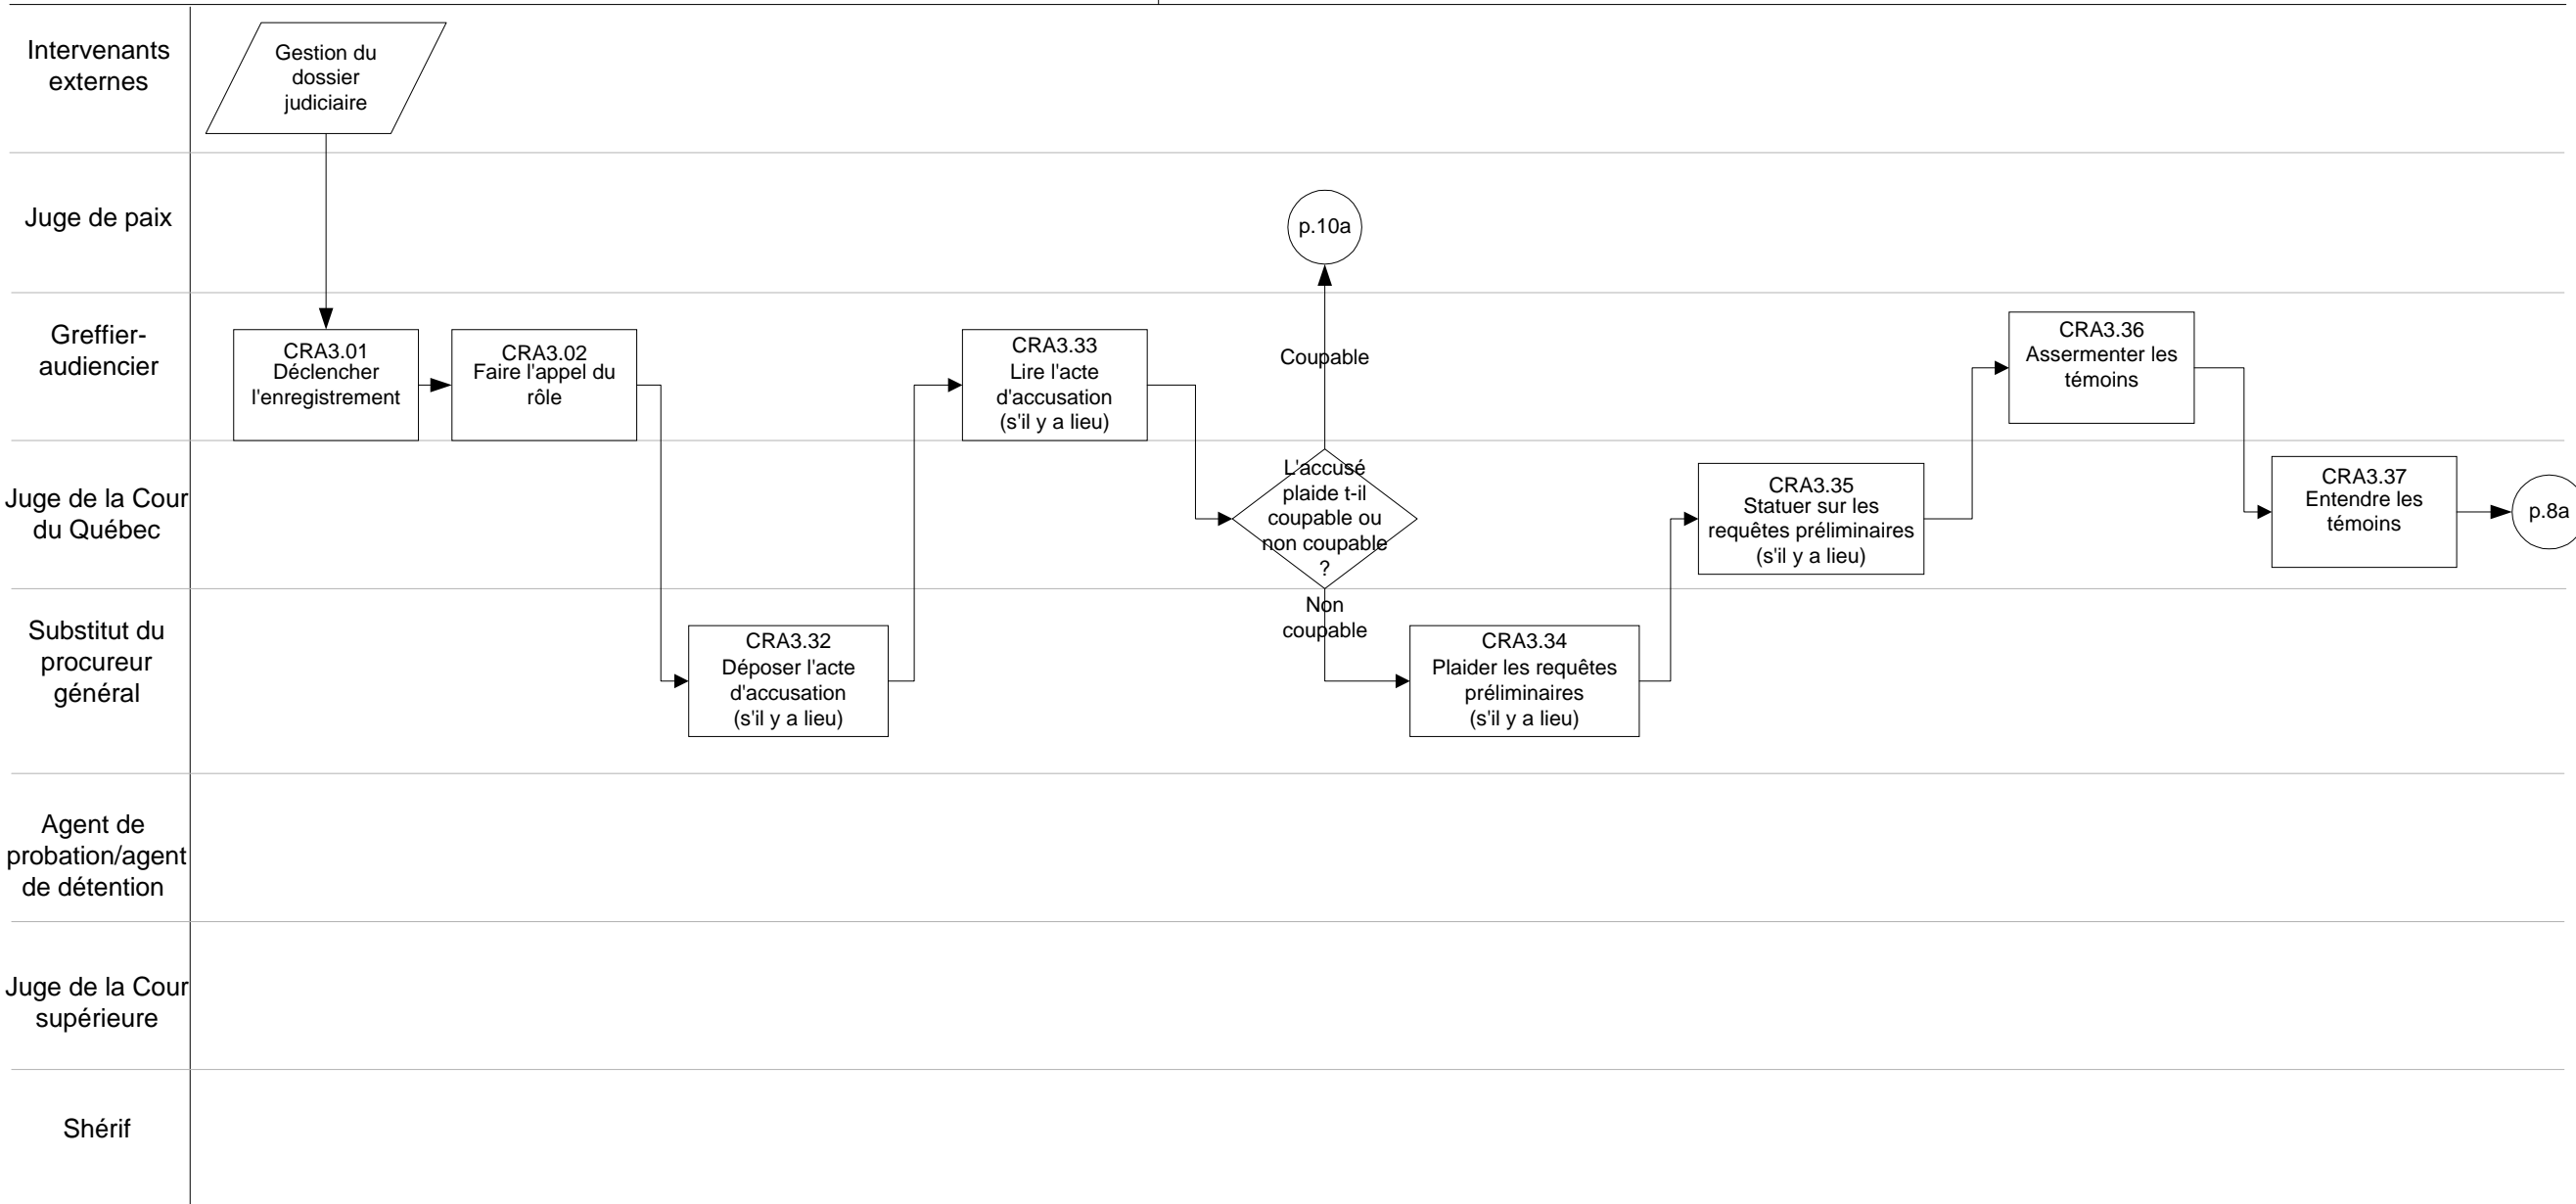 Intervenants
externes
Gestion du
dossier
judiciaire
Juge de paix
p.10a
Greffier-
audiencier
CRA3.01
Déclencher
l'enregistrement
CRA3.02
Faire l'appel du
rôle
CRA3.33
Lire l'acte
d'accusation
(s'il y a lieu)
Coupable
CRA3.36
Assermenter les
témoins
Juge de la Cour
du Québec
L'accusé
plaide t-il
coupable ou
non coupable
?
CRA3.35
Statuer sur les
requêtes préliminaires
(s'il y a lieu)
CRA3.37
Entendre les
témoins
p.8a
Substitut du
procureur
général
CRA3.32
Déposer l'acte
d'accusation
(s'il y a lieu)
Non
coupable
CRA3.34
Plaider les requêtes
préliminaires
(s'il y a lieu)
Agent de
probation/agent
de détention
Juge de la Cour
supérieure
Shérif